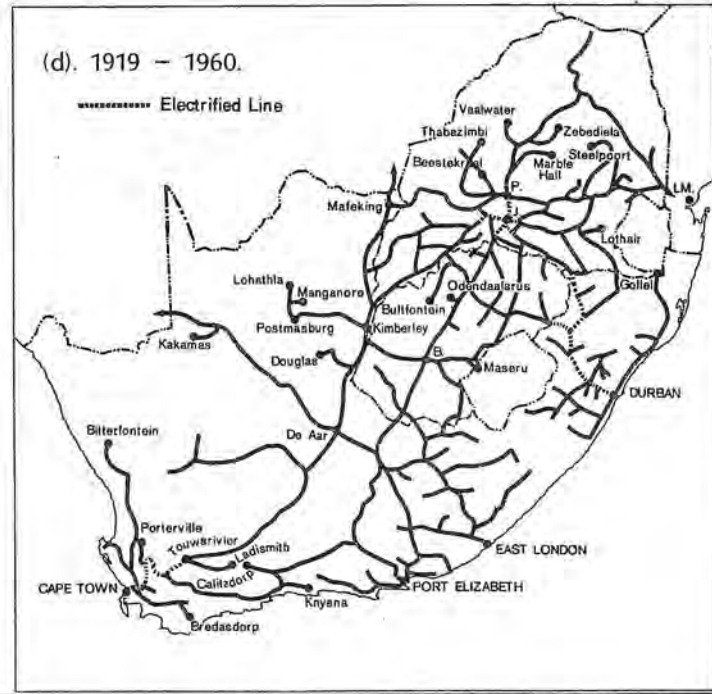 (d). 1919 – 1960.
Electrified Line
Vaalwater
Thabazimbi
Zebediela
Beestekraal
Marble
Hall
Steelpoort
P.
LM.
Mafeking
J.
Lothair
Lohathla
Manganore
Odendaalsrus
Gollel
Bultfontein
Postmasburg
Kimberley
Kakamas
Douglas
B.
Maseru
DURBAN
Bitterfontein
De Aar
Porterville
Touwsrivier
Ladismith
EAST LONDON
CAPE TOWN
Calitzdorp
Knysna
PORT ELIZABETH
Bredasdorp